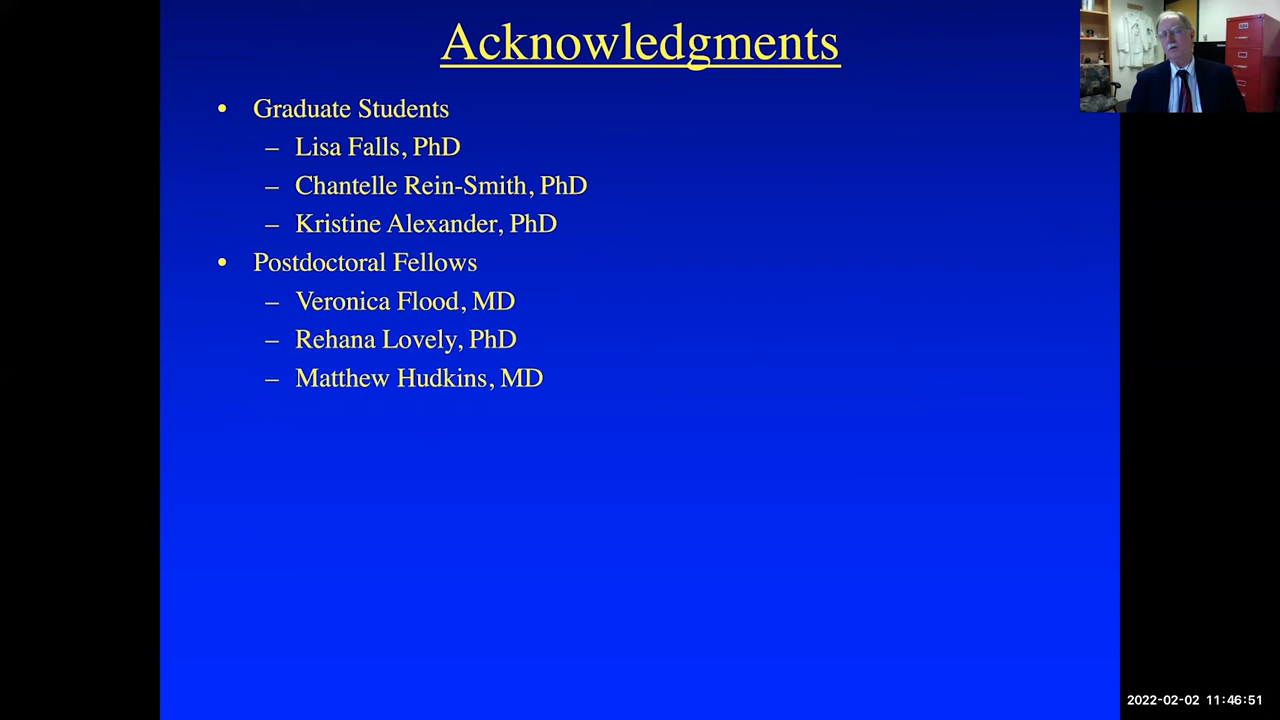 Acknowledgments
• Graduate Students
– Lisa Falls, PhD
– Chantelle Rein-Smith, PhD
– Kristine Alexander, PhD
• Postdoctoral Fellows
– Veronica Flood, MD
– Rehana Lovely, PhD
– Matthew Hudkins, MD
2022-02-02 11:46:51